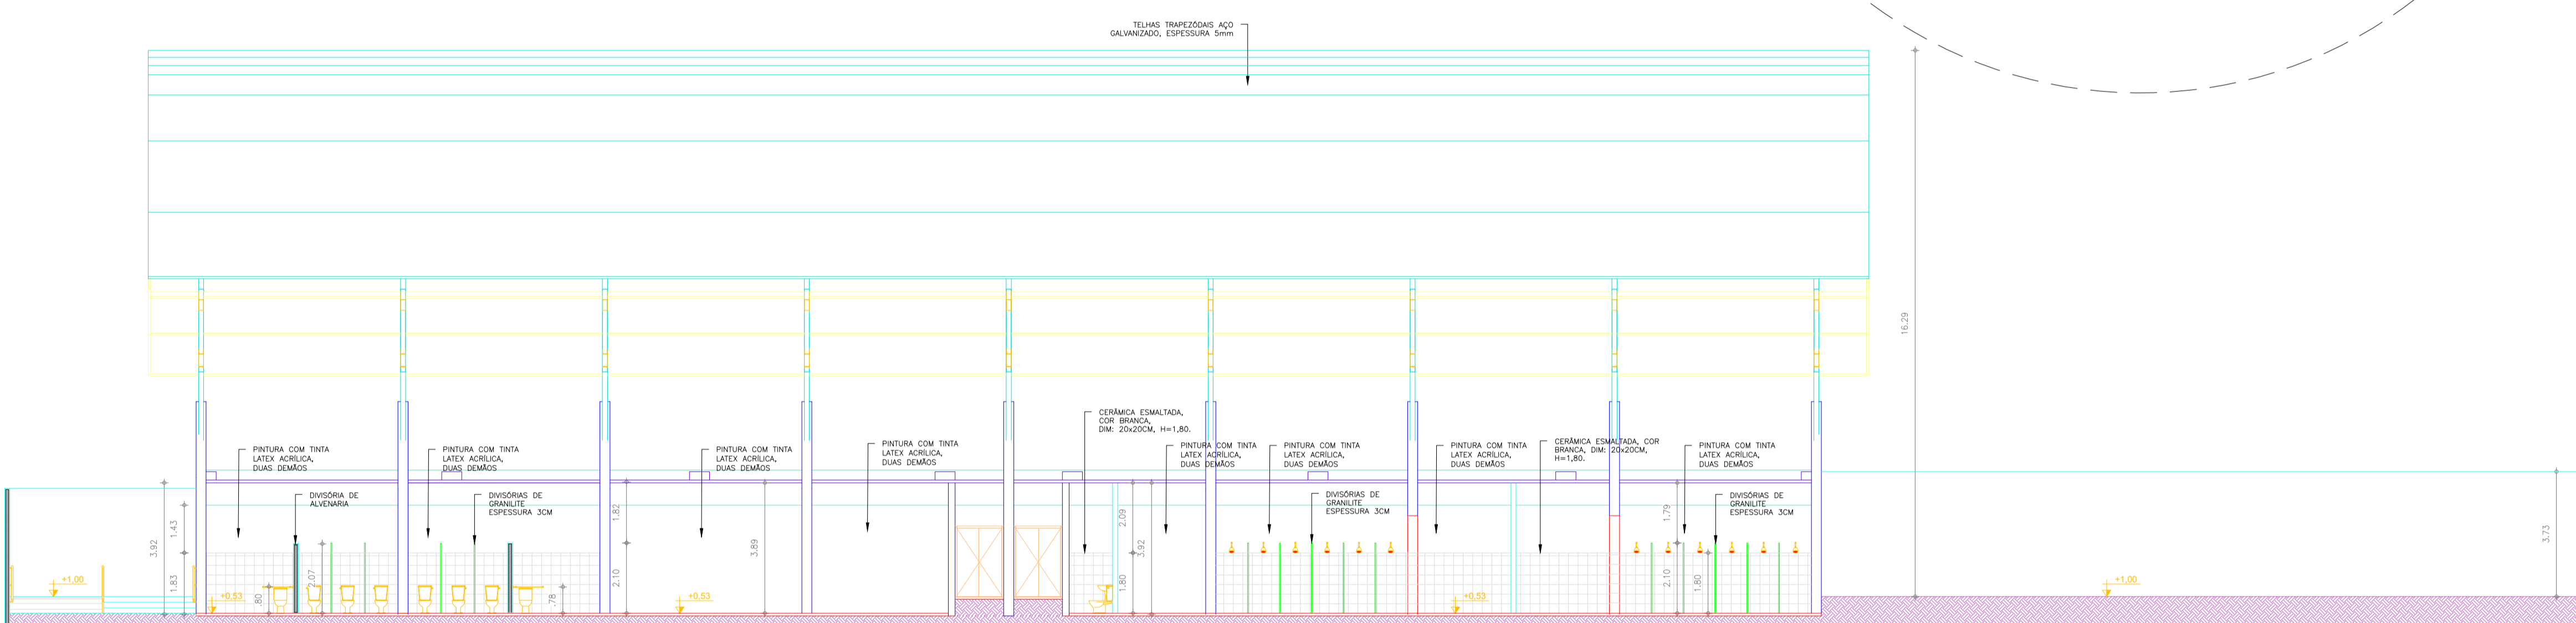 TELHAS TRAPEZÔDAIS AÇO
GALVANIZADO, ESPESSURA 5mm
16.29
CERÂMICA ESMALTADA,
COR BRANCA,
DIM: 20x20CM, H=1,80.
PINTURA COM TINTA
LATEX ACRÍLICA,
DUAS DEMÃOS
PINTURA COM TINTA
LATEX ACRÍLICA,
DUAS DEMÃOS
PINTURA COM TINTA
LATEX ACRÍLICA,
DUAS DEMÃOS
PINTURA COM TINTA
LATEX ACRÍLICA,
DUAS DEMÃOS
PINTURA COM TINTA
LATEX ACRÍLICA,
DUAS DEMÃOS
PINTURA COM TINTA
LATEX ACRÍLICA,
DUAS DEMÃOS
PINTURA COM TINTA
LATEX ACRÍLICA,
DUAS DEMÃOS
CERÂMICA ESMALTADA, COR
BRANCA, DIM: 20x20CM,
H=1,80.
PINTURA COM TINTA
LATEX ACRÍLICA,
DUAS DEMÃOS
DIVISÓRIA DE
ALVENARIA
DIVISÓRIAS DE
GRANILITE
ESPESSURA 3CM
DIVISÓRIAS DE
GRANILITE
ESPESSURA 3CM
DIVISÓRIAS DE
GRANILITE
ESPESSURA 3CM
3.92
1.43
1.83
.80
2.07
.78
1.82
2.10
3.89
2.09
1.80
3.92
1.79
2.10
1.80
3.73
+1,00
+0,53
+0,53
+0,53
+1,00